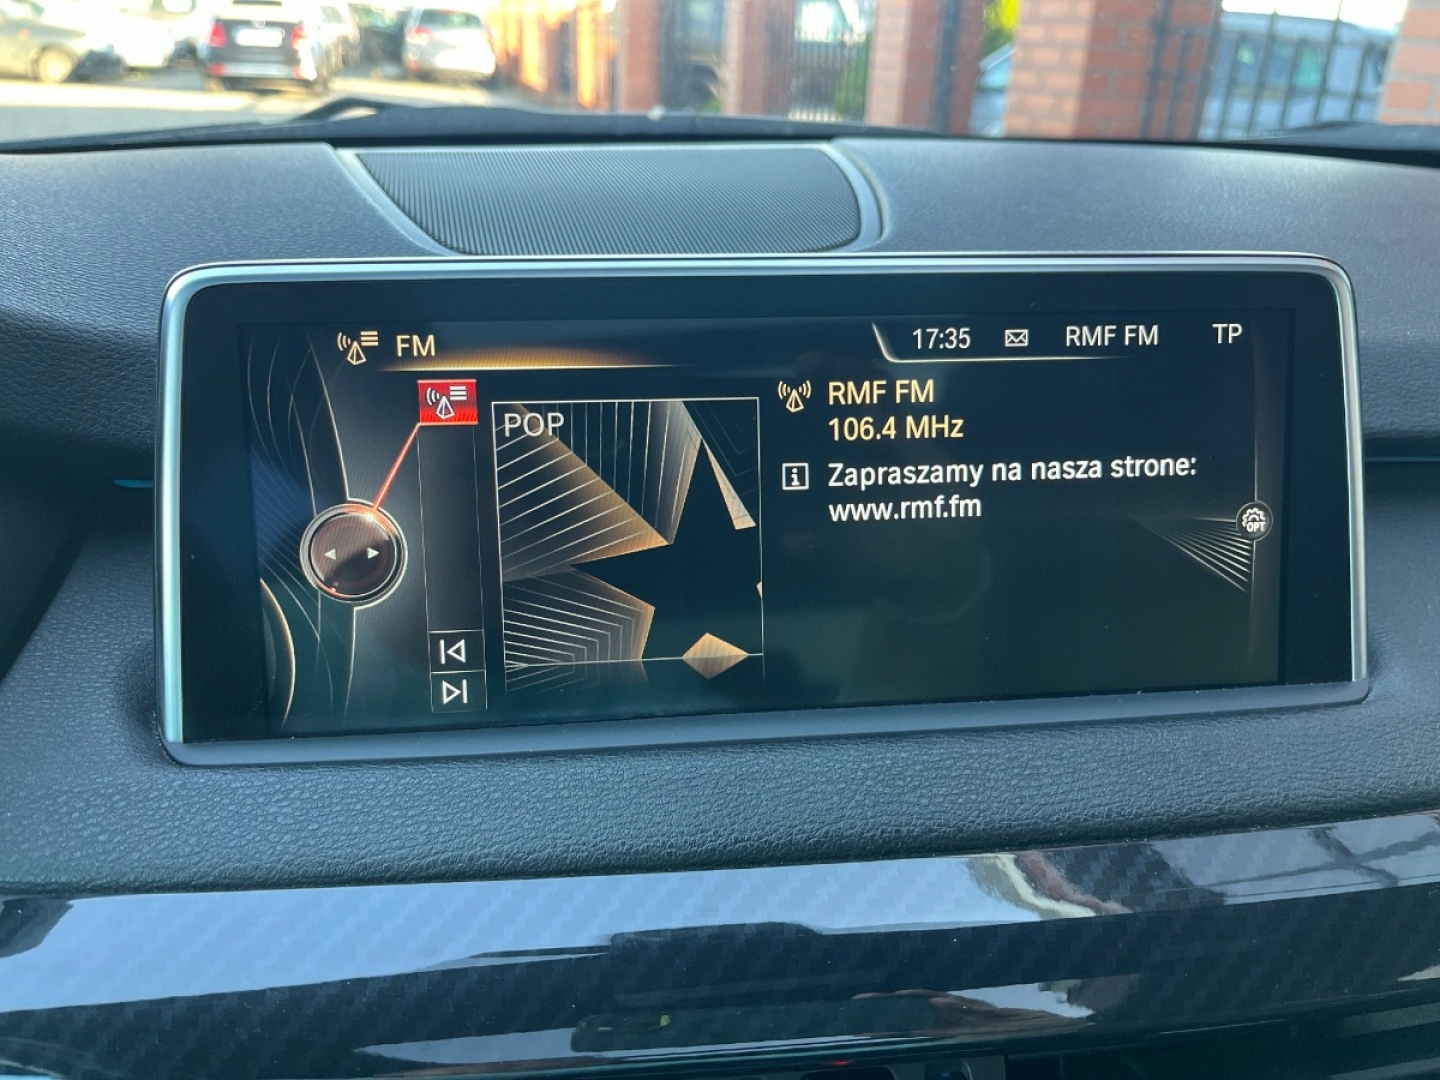 FM
17:35
RMF FM
TP
POP
RMF FM
106.4 MHz
Zapraszamy na nasza strone:
www.rmf.fm
OPT